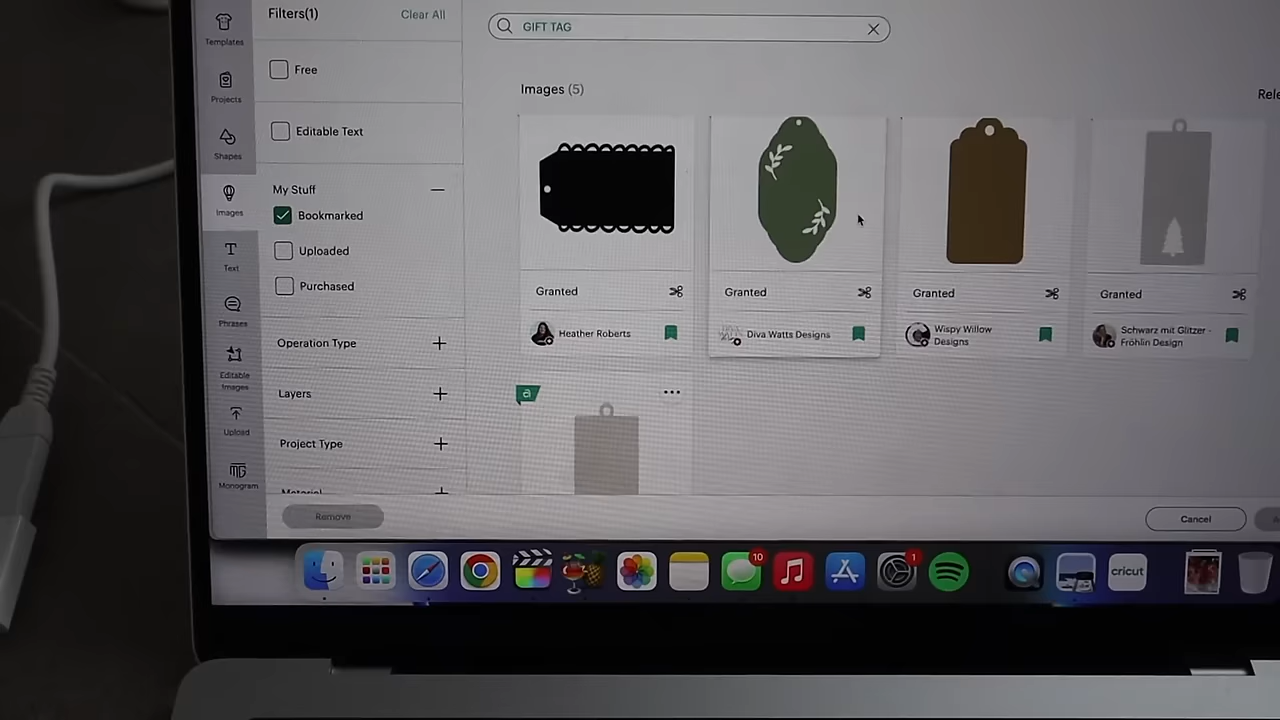 Templates
Projects
Shapes
Images
Text
Phrases
Editable
Images
Upload
Monogram
Filters(1)
Clear All
Free
Editable Text
My Stuff
Bookmarked
Uploaded
Purchased
Operation Type
Layers
Project Type
Material
Remove
GIFT TAG
Images (5)
Rele
Granted
Heather Roberts
Granted
Diva Watts Designs
Granted
Wispy Willow
Designs
Granted
Schwarz mit Glitzer -
Fröhlin Design
a
Cancel
10
1
cricut